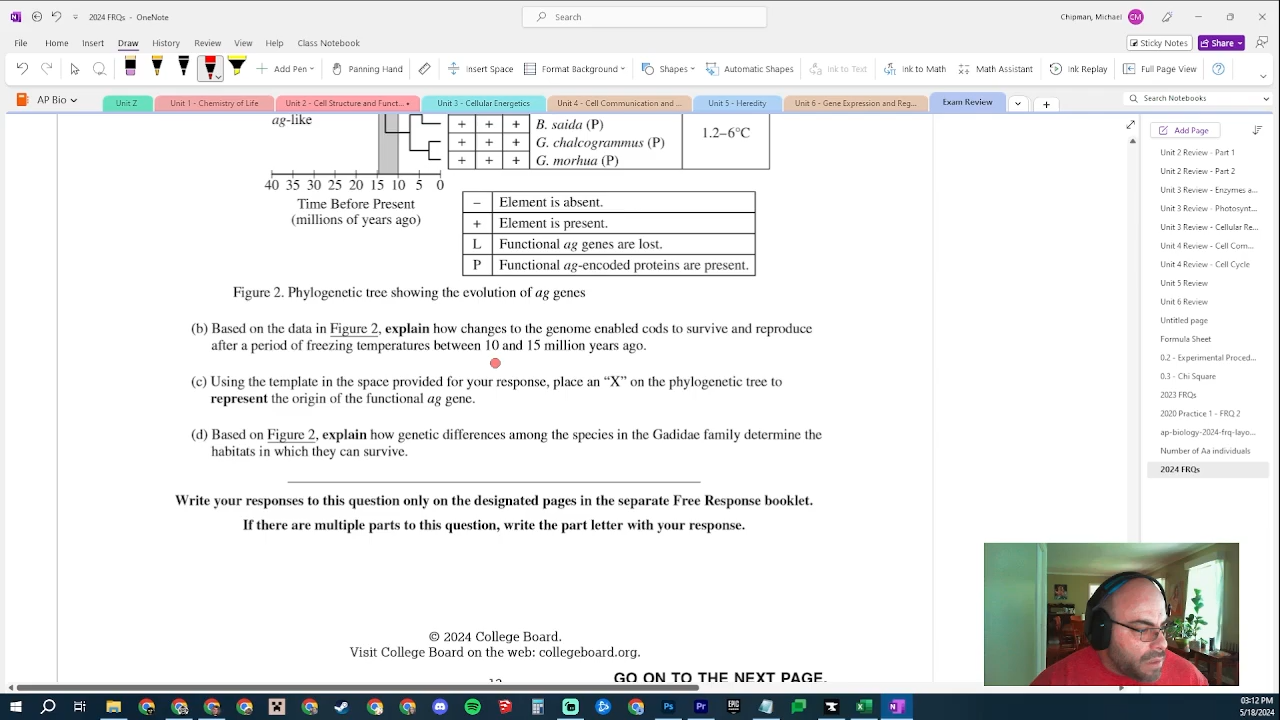 2024 FRQs - OneNote
Search
Chipman, Michael
CM
File
Home
Insert
Draw
History
Review
View
Help
Class Notebook
Sticky Notes
Share
Add Pen
Panning Hand
Insert Space
Format Background
Shapes
Automatic Shapes
Ink to Text
Ink to Math
Math Assistant
Ink Replay
Full Page View
AP Bio
Unit Z
Unit 1 - Chemistry of Life
Unit 2 - Cell Structure and Funct...
Unit 3 - Cellular Energetics
Unit 4 - Cell Communication and ...
Unit 5 - Heredity
Unit 6 - Gene Expression and Reg...
Exam Review
Search Notebooks
Add Page
Unit 2 Review - Part 1
Unit 2 Review - Part 2
Unit 3 Review - Enzymes a...
Unit 3 Review - Photosynt...
Unit 3 Review - Cellular Re...
Unit 4 Review - Cell Com...
Unit 4 Review - Cell Cycle
Unit 5 Review
Unit 6 Review
Untitled page
Formula Sheet
0.2 - Experimental Proced...
0.3 - Chi Square
2023 FRQs
2020 Practice 1 - FRQ 2
ap-biology-2024-frq-layo...
Number of Aa individuals
2024 FRQs
ag-like
+ + + B. saida (P)
+ + + G. chalcogrammus (P)
+ + + G. morhua (P)
1.2–6°C
40 35 30 25 20 15 10 5 0
Time Before Present
(millions of years ago)
– Element is absent.
+ Element is present.
L Functional ag genes are lost.
P Functional ag-encoded proteins are present.
Figure 2. Phylogenetic tree showing the evolution of ag genes
(b) Based on the data in Figure 2, explain how changes to the genome enabled cods to survive and reproduce
after a period of freezing temperatures between 10 and 15 million years ago.
(c) Using the template in the space provided for your response, place an “X” on the phylogenetic tree to
represent the origin of the functional ag gene.
(d) Based on Figure 2, explain how genetic differences among the species in the Gadidae family determine the
habitats in which they can survive.
Write your responses to this question only on the designated pages in the separate Free Response booklet.
If there are multiple parts to this question, write the part letter with your response.
© 2024 College Board.
Visit College Board on the web: collegeboard.org.
GO ON TO THE NEXT PAGE.
03:12 PM
5/18/2024